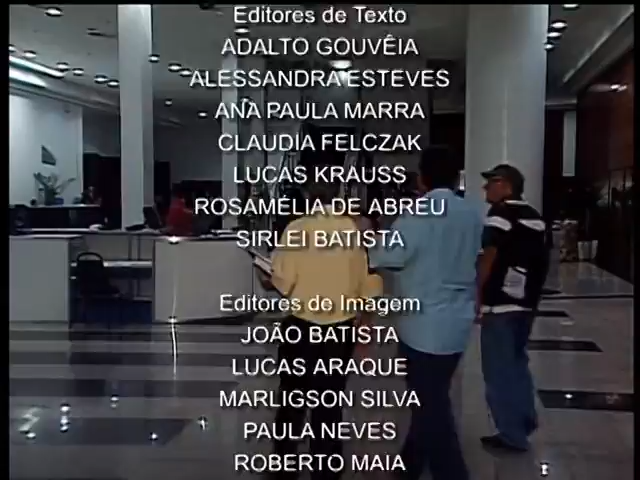 Editores de Texto
ADALTO GOUVÊIA
ALESSANDRA ESTEVES
ANA PAULA MARRA
CLAUDIA FELCZAK
LUCAS KRAUSS
ROSAMÉLIA DE ABREU
SIRLEI BATISTA
Editores de Imagem
JOÃO BATISTA
LUCAS ARAQUE
MARLIGSON SILVA
PAULA NEVES
ROBERTO MAIA